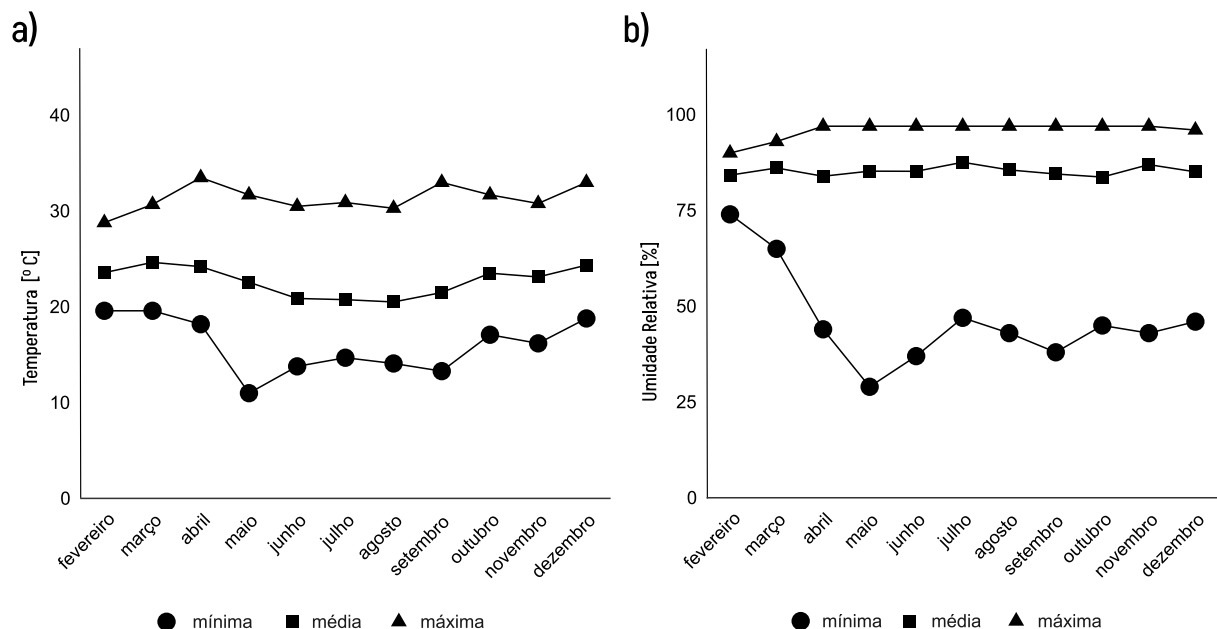 a)
Temperatura [º C]
40
30
20
10
0
fevereiro
março
abril
maio
junho
julho
agosto
setembro
outubro
novembro
dezembro
mínima média máxima
b)
Umidade Relativa [%]
100
75
50
25
0
fevereiro
março
abril
maio
junho
julho
agosto
setembro
outubro
novembro
dezembro
mínima média máxima